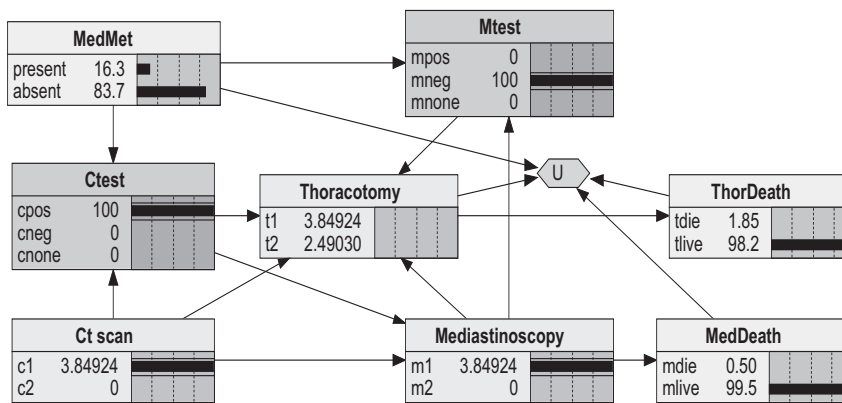 MedMet
present 16.3
absent 83.7
Mtest
mpos 0
mneg 100
mnone 0
Ctest
cpos 100
cneg 0
cnone 0
Thoracotomy
t1 3.84924
t2 2.49030
U
ThorDeath
tdie 1.85
tlive 98.2
Ct scan
c1 3.84924
c2 0
Mediastinoscopy
m1 3.84924
m2 0
MedDeath
mdie 0.50
mlive 99.5